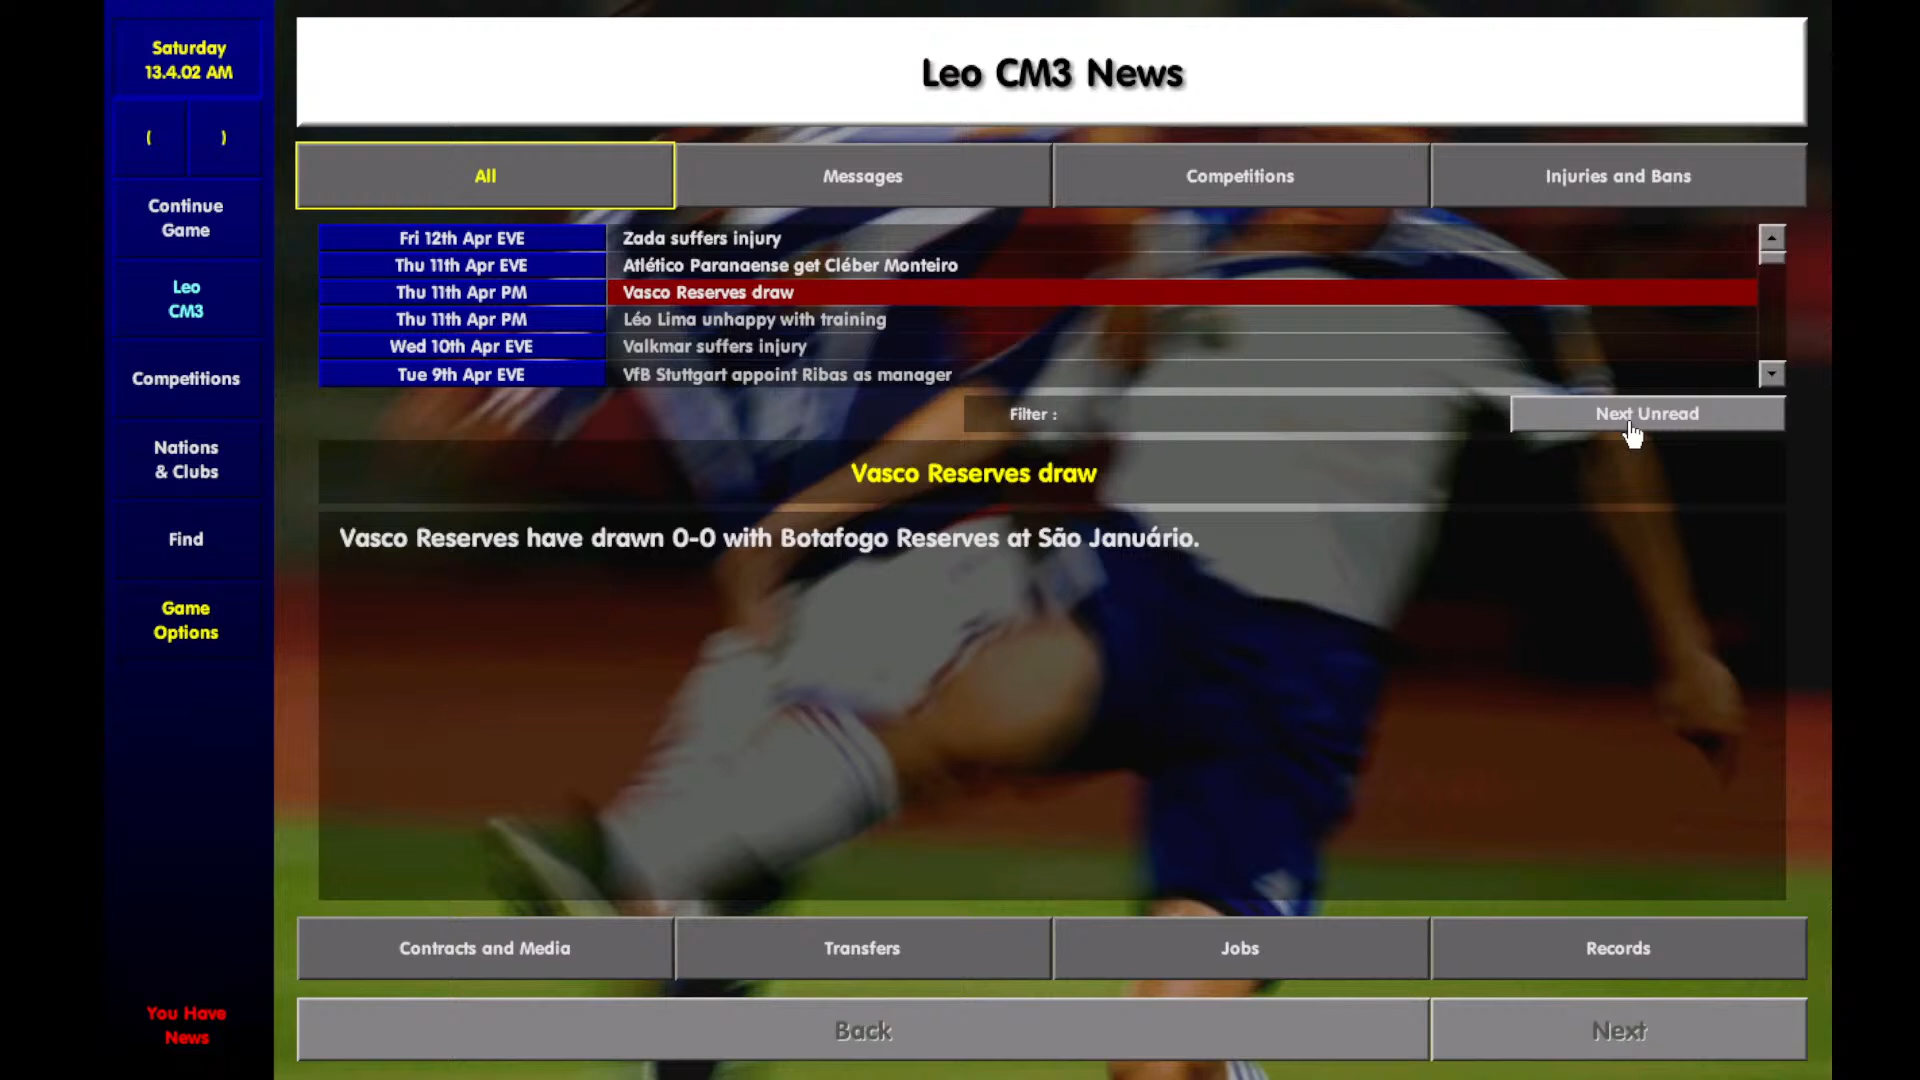 Saturday
13.4.02 AM
( )
Continue
Game
Leo
CM3
Competitions
Nations
& Clubs
Find
Game
Options
You Have
News
Leo CM3 News
All Messages Competitions Injuries and Bans
Fri 12th Apr EVE Zada suffers injury
Thu 11th Apr EVE Atlético Paranaense get Cléber Monteiro
Thu 11th Apr PM Vasco Reserves draw
Thu 11th Apr PM Léo Lima unhappy with training
Wed 10th Apr EVE Valkmar suffers injury
Tue 9th Apr EVE VfB Stuttgart appoint Ribas as manager
Filter : Next Unread
Vasco Reserves draw
Vasco Reserves have drawn 0-0 with Botafogo Reserves at São Januário.
Contracts and Media Transfers Jobs Records
Back Next